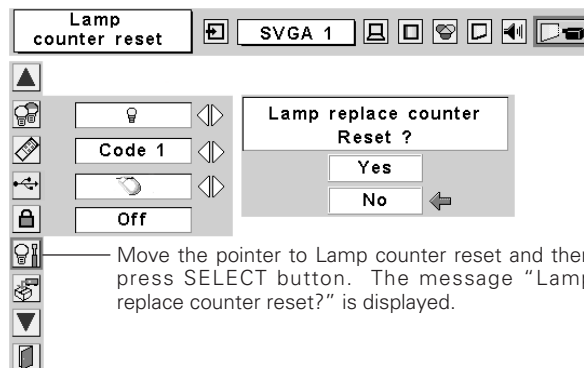 Lamp
counter reset
SVGA 1
Lamp replace counter
Reset ?
Code 1
Yes
No
Off
Move the pointer to Lamp counter reset and then
press SELECT button. The message “Lamp
replace counter reset?” is displayed.